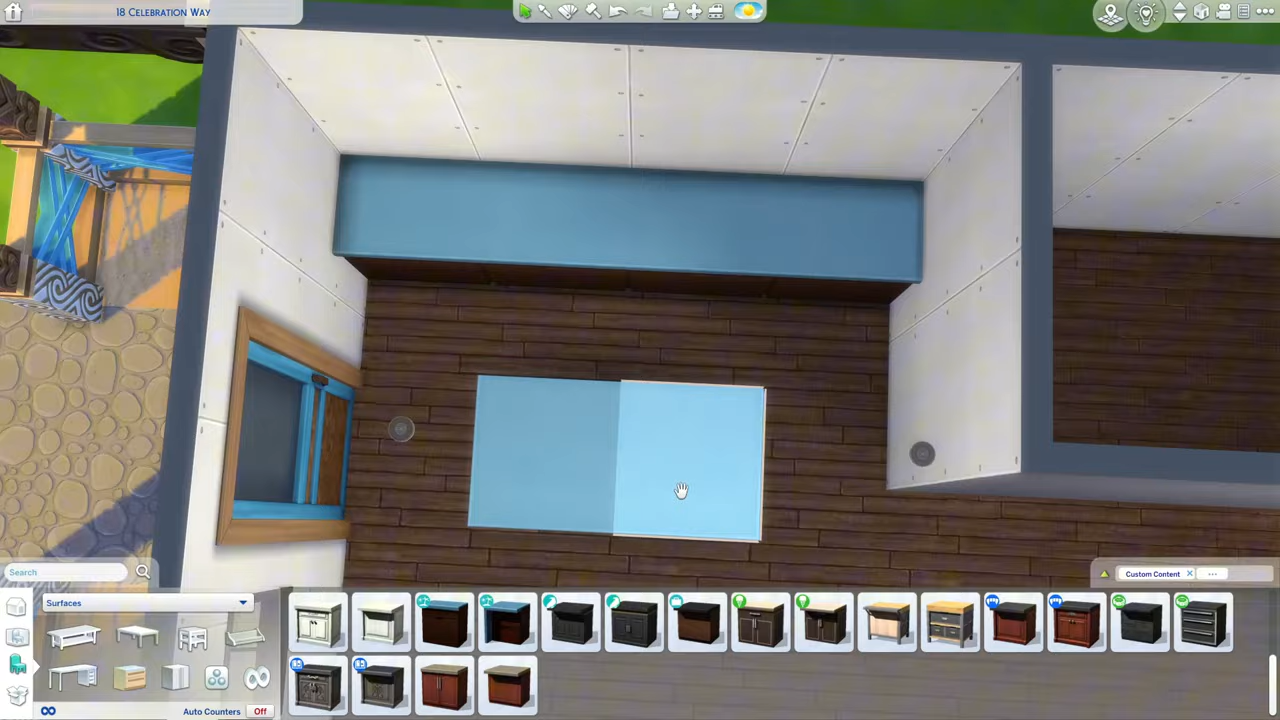 18 Celebration Way
Search
Custom Content
Surfaces
Auto Counters Off